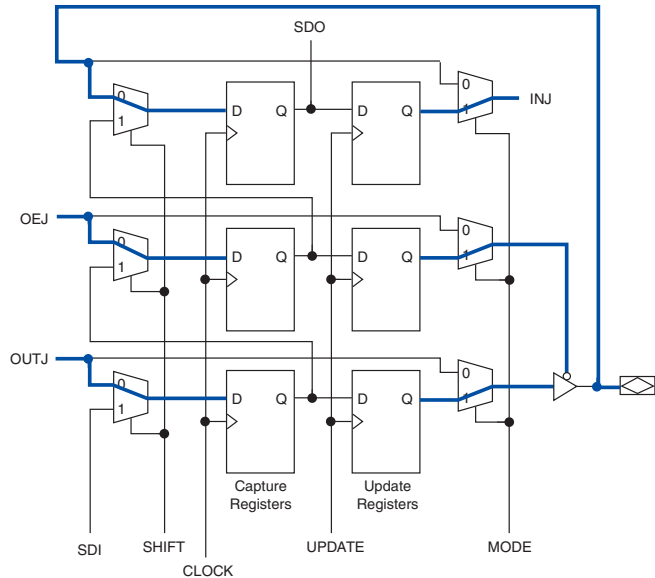 SDO
0
1
D Q
D Q
0
1
INJ
OEJ
0
1
D Q
D Q
0
1
OUTJ
0
1
D Q
D Q
0
1
Capture
Registers
Update
Registers
SDI
SHIFT
CLOCK
UPDATE
MODE